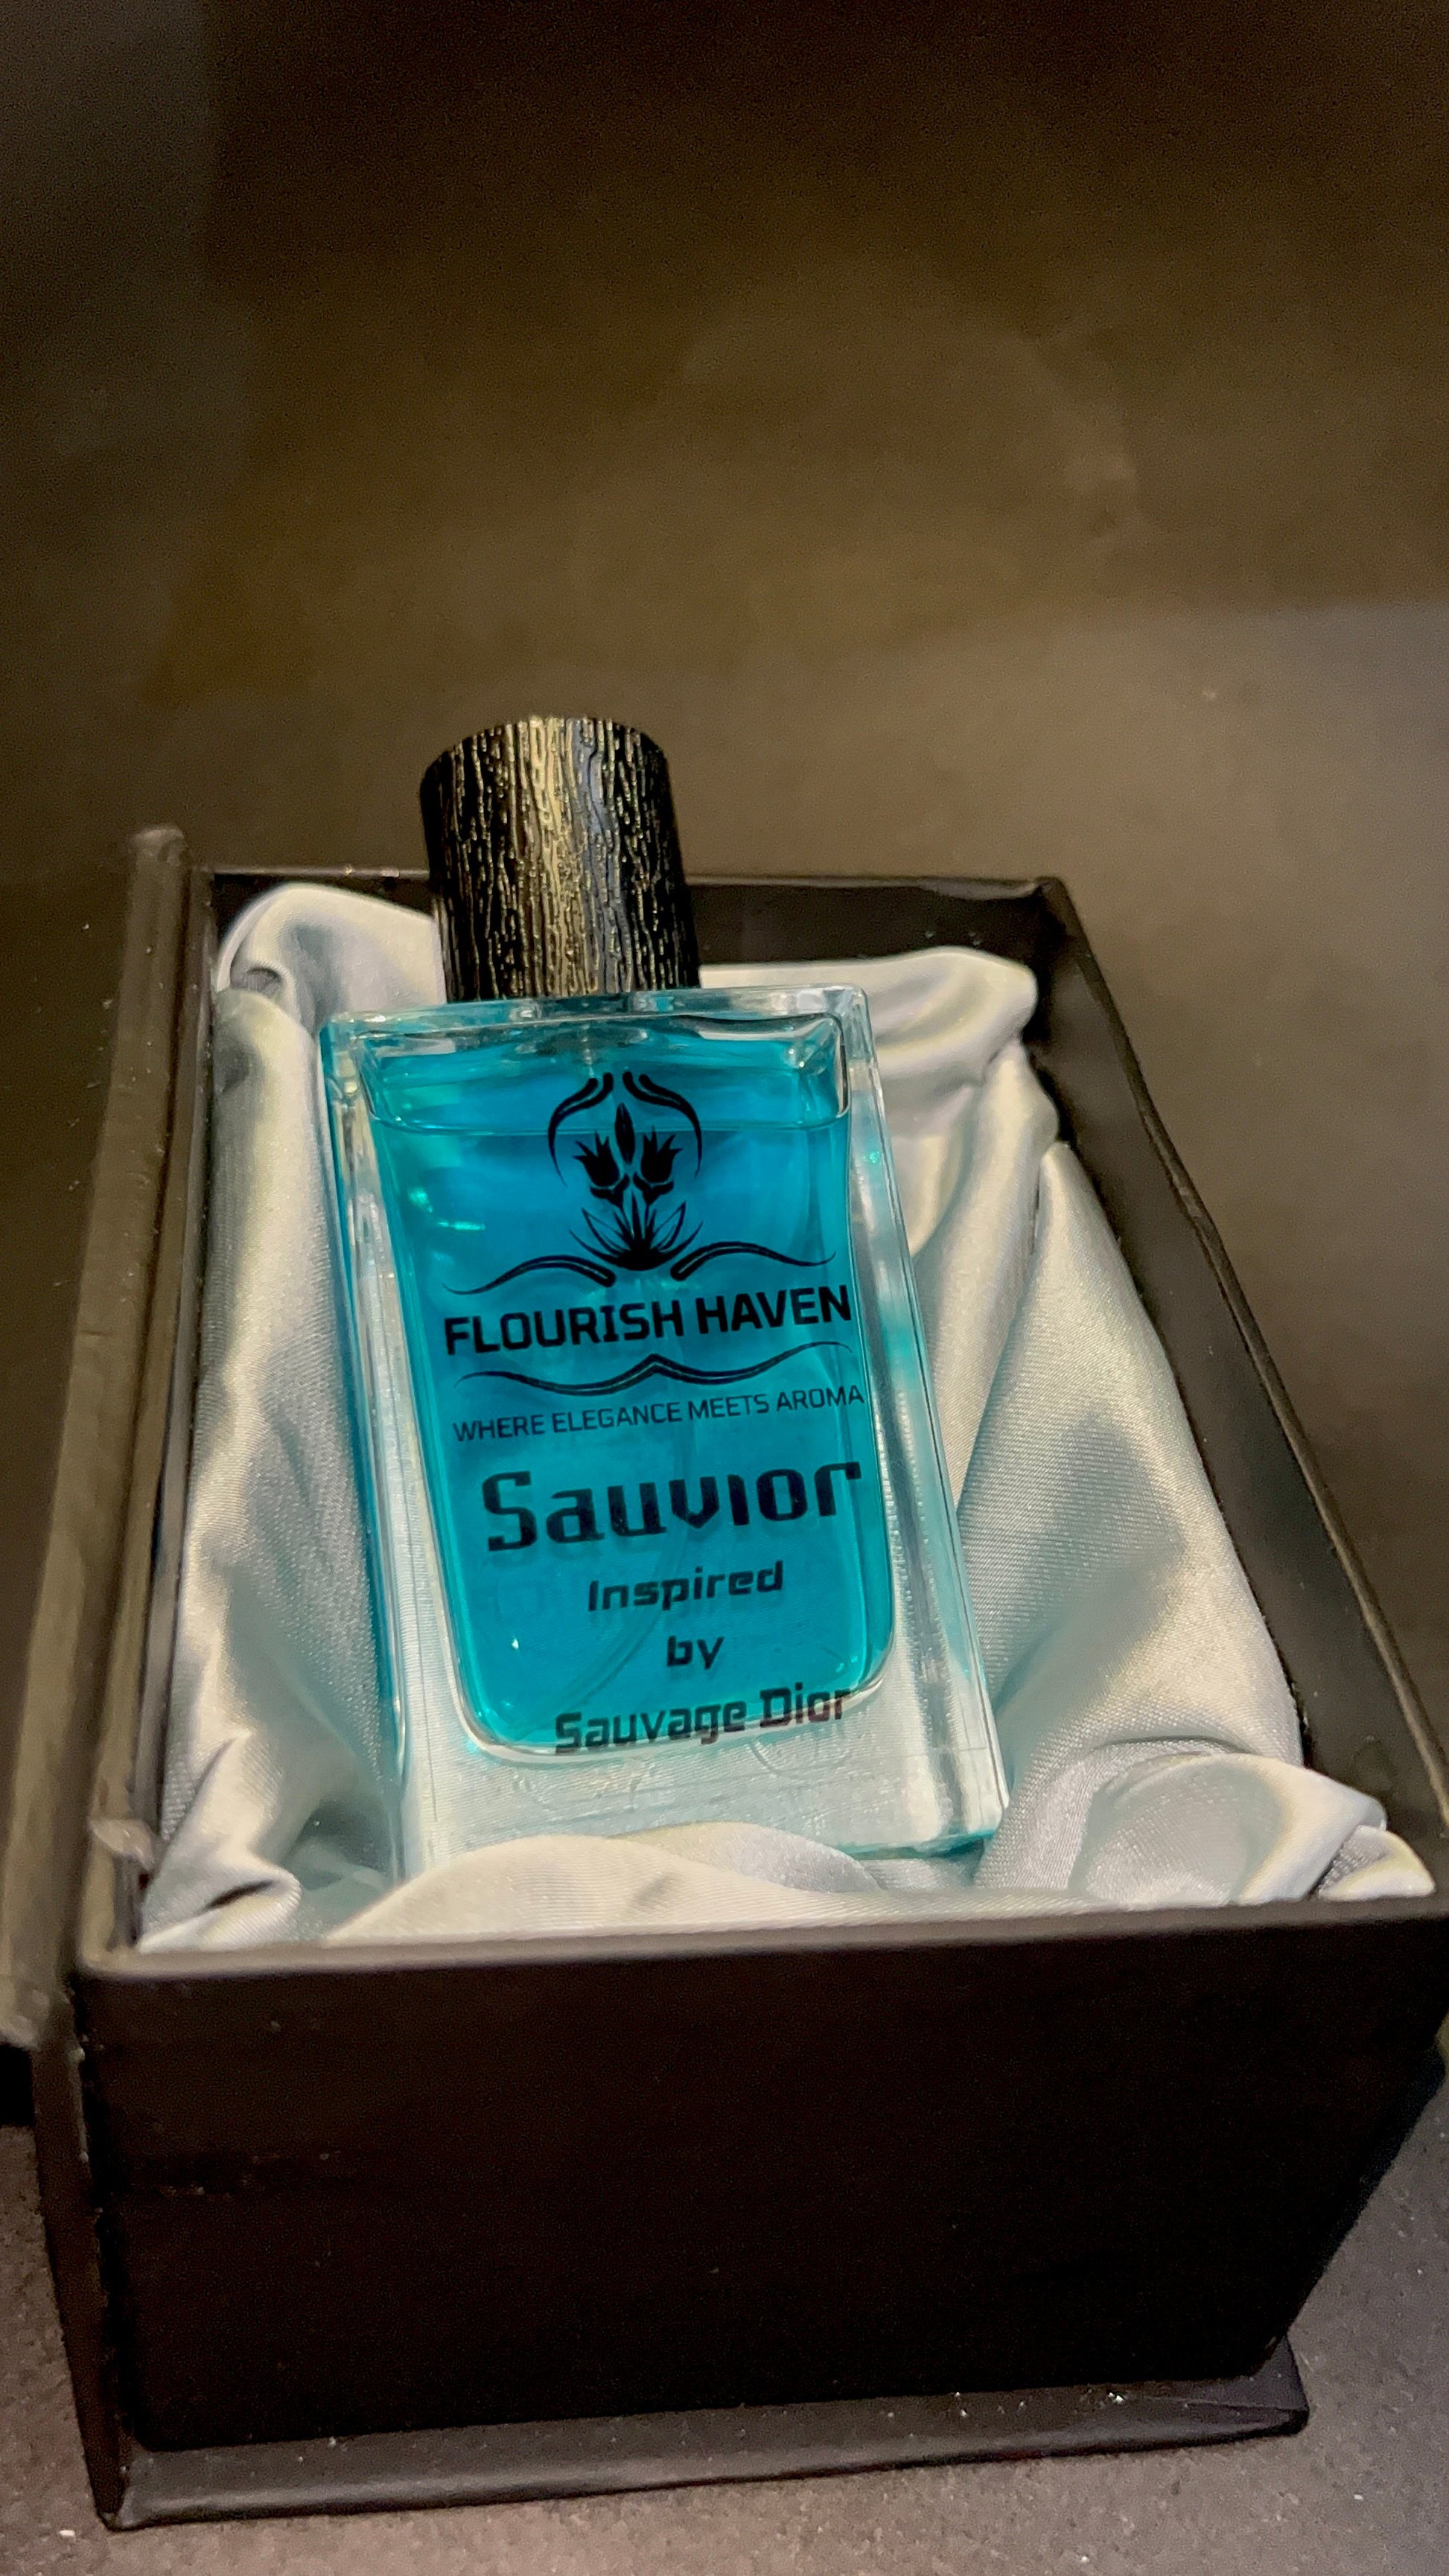 FLOURISH HAVEN
WHERE ELEGANCE MEETS AROMA
Sauvior
Inspired
by
Sauvage Dior